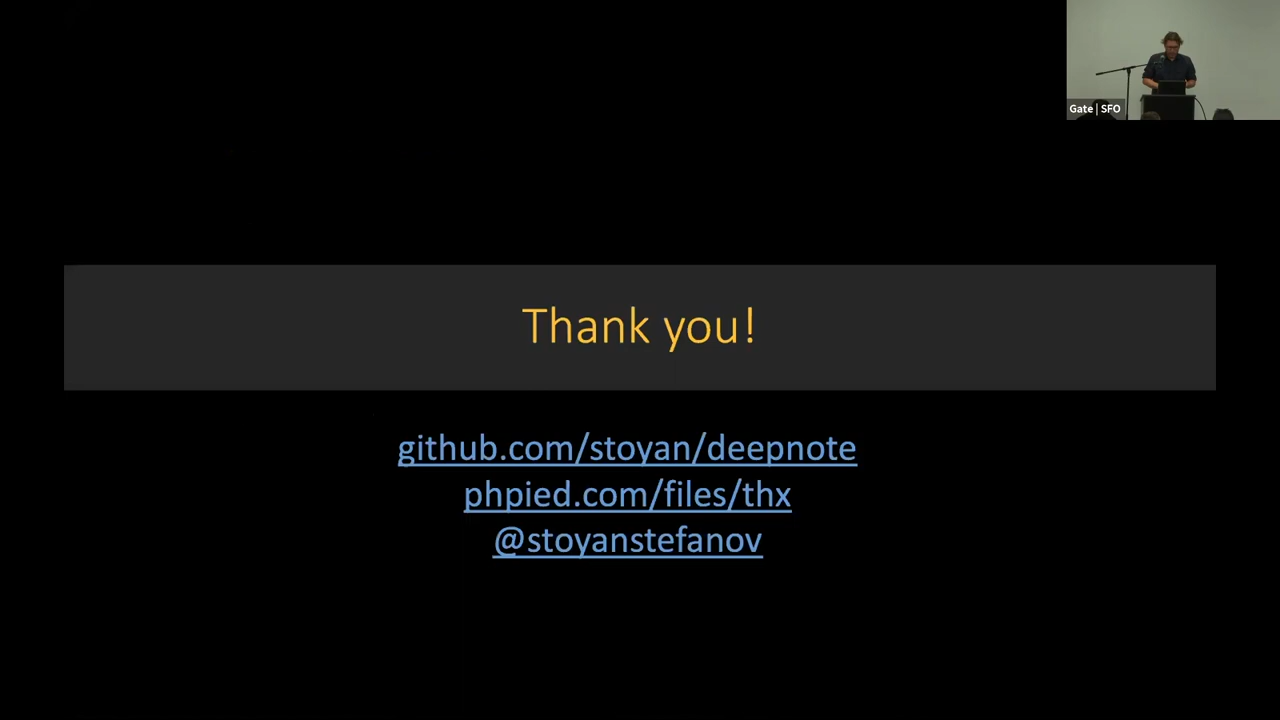 Gate | SFO
Thank you!
github.com/stoyan/deepnote
phpied.com/files/thx
@stoyanstefanov